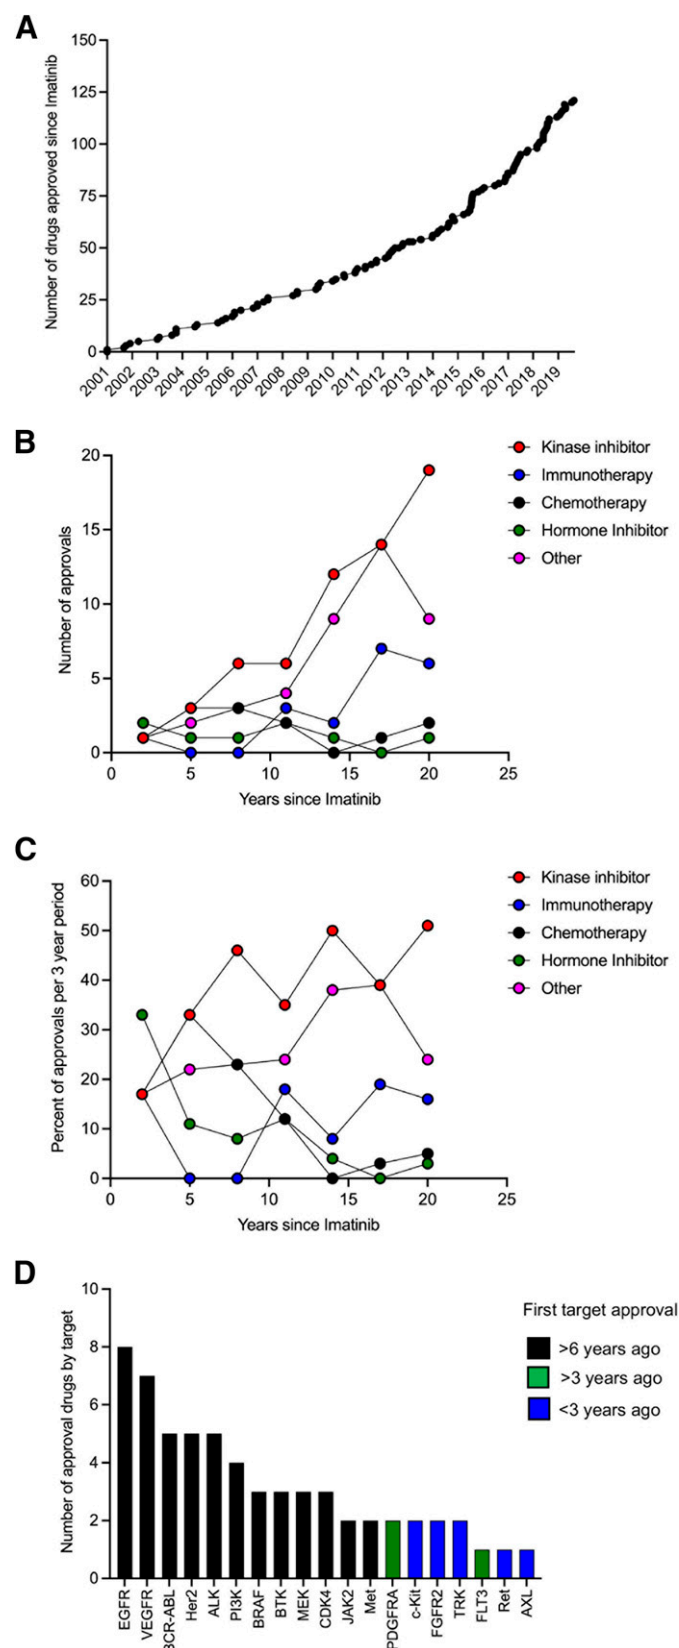 A
Number of drugs approved since Imatinib
150
125
100
75
50
25
0
2001 2002 2003 2004 2005 2006 2007 2008 2009 2010 2011 2012 2013 2014 2015 2016 2017 2018 2019
B
Number of approvals
20
15
10
5
0
0 5 10 15 20 25
Years since Imatinib
Kinase inhibitor
Immunotherapy
Chemotherapy
Hormone Inhibitor
Other
C
Percent of approvals per 3 year period
60
50
40
30
20
10
0
0 5 10 15 20 25
Years since Imatinib
Kinase inhibitor
Immunotherapy
Chemotherapy
Hormone Inhibitor
Other
D
Number of approval drugs by target
10
8
6
4
2
0
EGFR VEGFR BCR-ABL Her2 ALK PI3K BRAF BTK MEK CDK4 JAK2 Met PDGFRA c-Kit FGFR2 TRK FLT3 Ret AXL
First target approval
>6 years ago
>3 years ago
<3 years ago